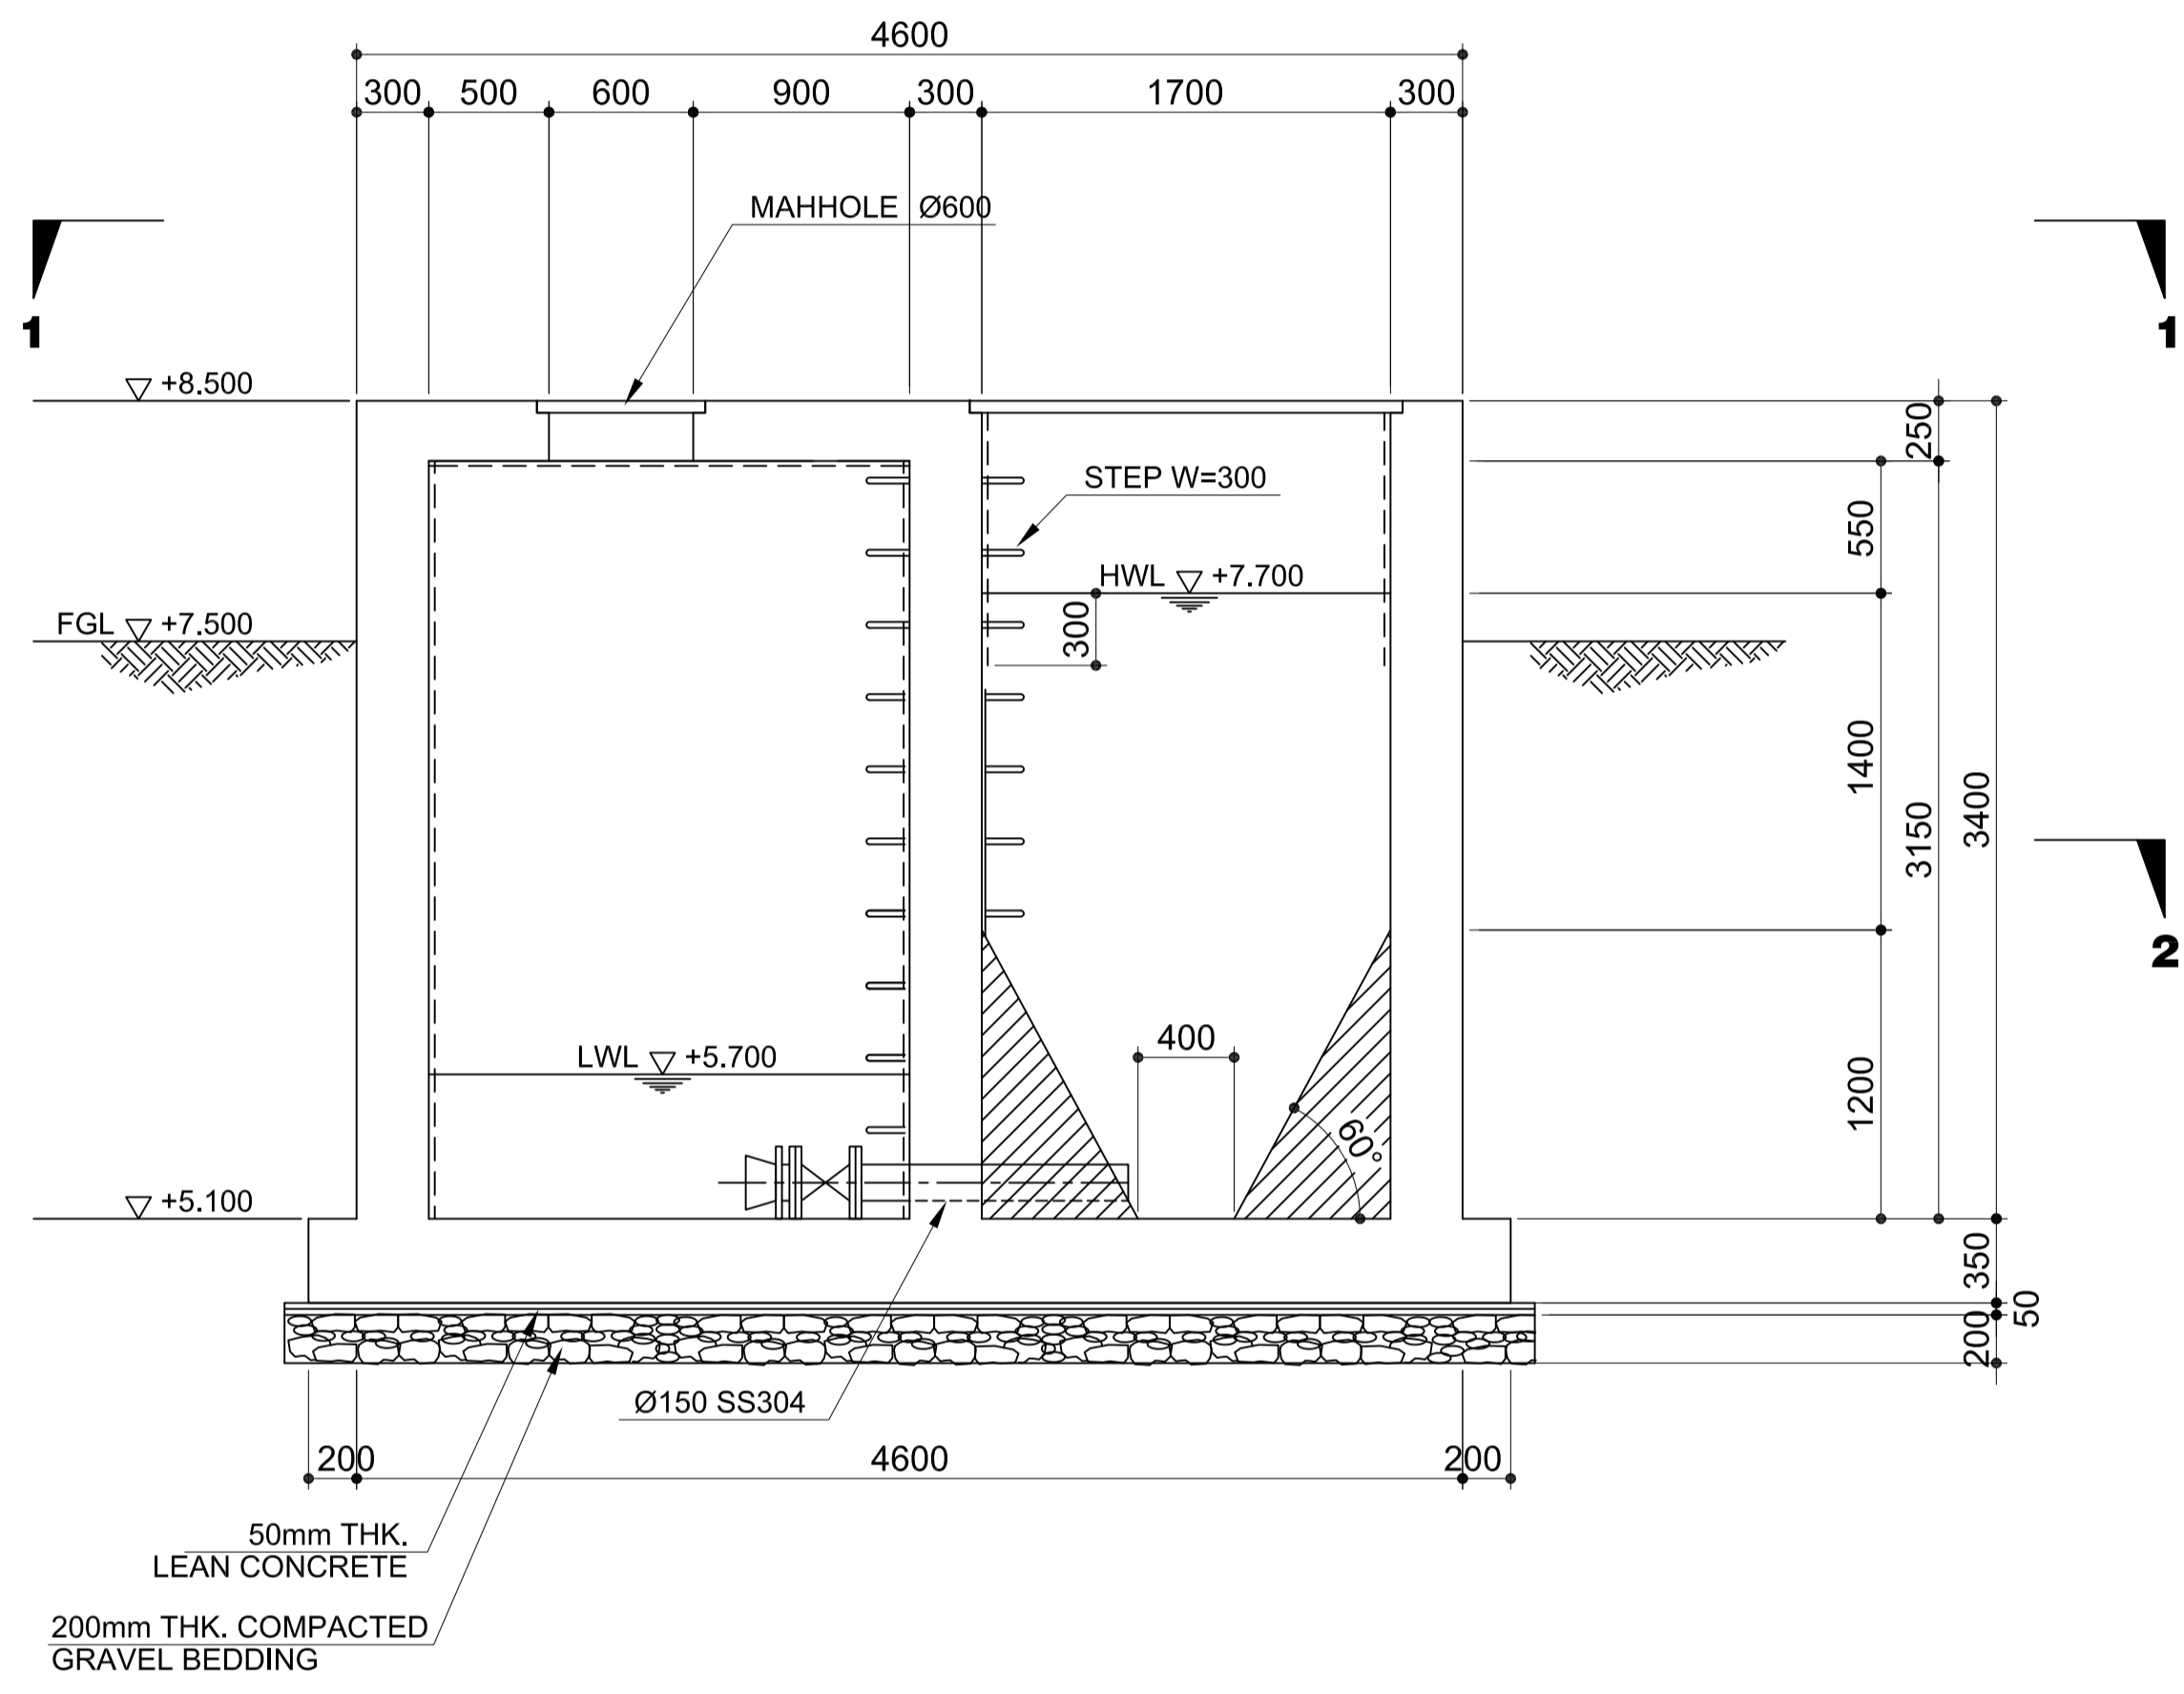 4600
300 500 600 900 300 1700 300
MAHHOLE Ø600
1 1
+8.500
250
STEP W=300
550
HWL +7.700
FGL +7.500
300
1400
3150
3400
2
400
LWL +5.700
1200
60°
+5.100
350
50
200
Ø150 SS304
200 4600 200
50mm THK.
LEAN CONCRETE
200mm THK. COMPACTED
GRAVEL BEDDING